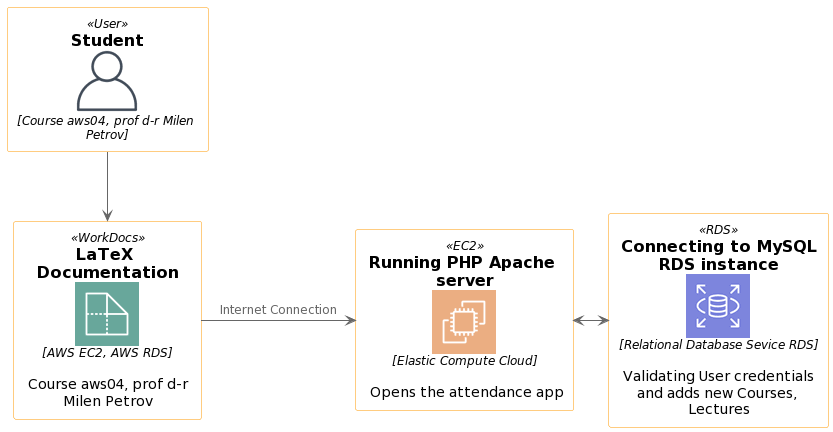 «User»
Student
[Course aws04, prof d-r Milen
Petrov]
«WorkDocs»
LaTeX
Documentation
[AWS EC2, AWS RDS]
Course aws04, prof d-r
Milen Petrov
Internet Connection
«EC2»
Running PHP Apache
server
[Elastic Compute Cloud]
Opens the attendance app
«RDS»
Connecting to MySQL
RDS instance
[Relational Database Sevice RDS]
Validating User credentials
and adds new Courses,
Lectures